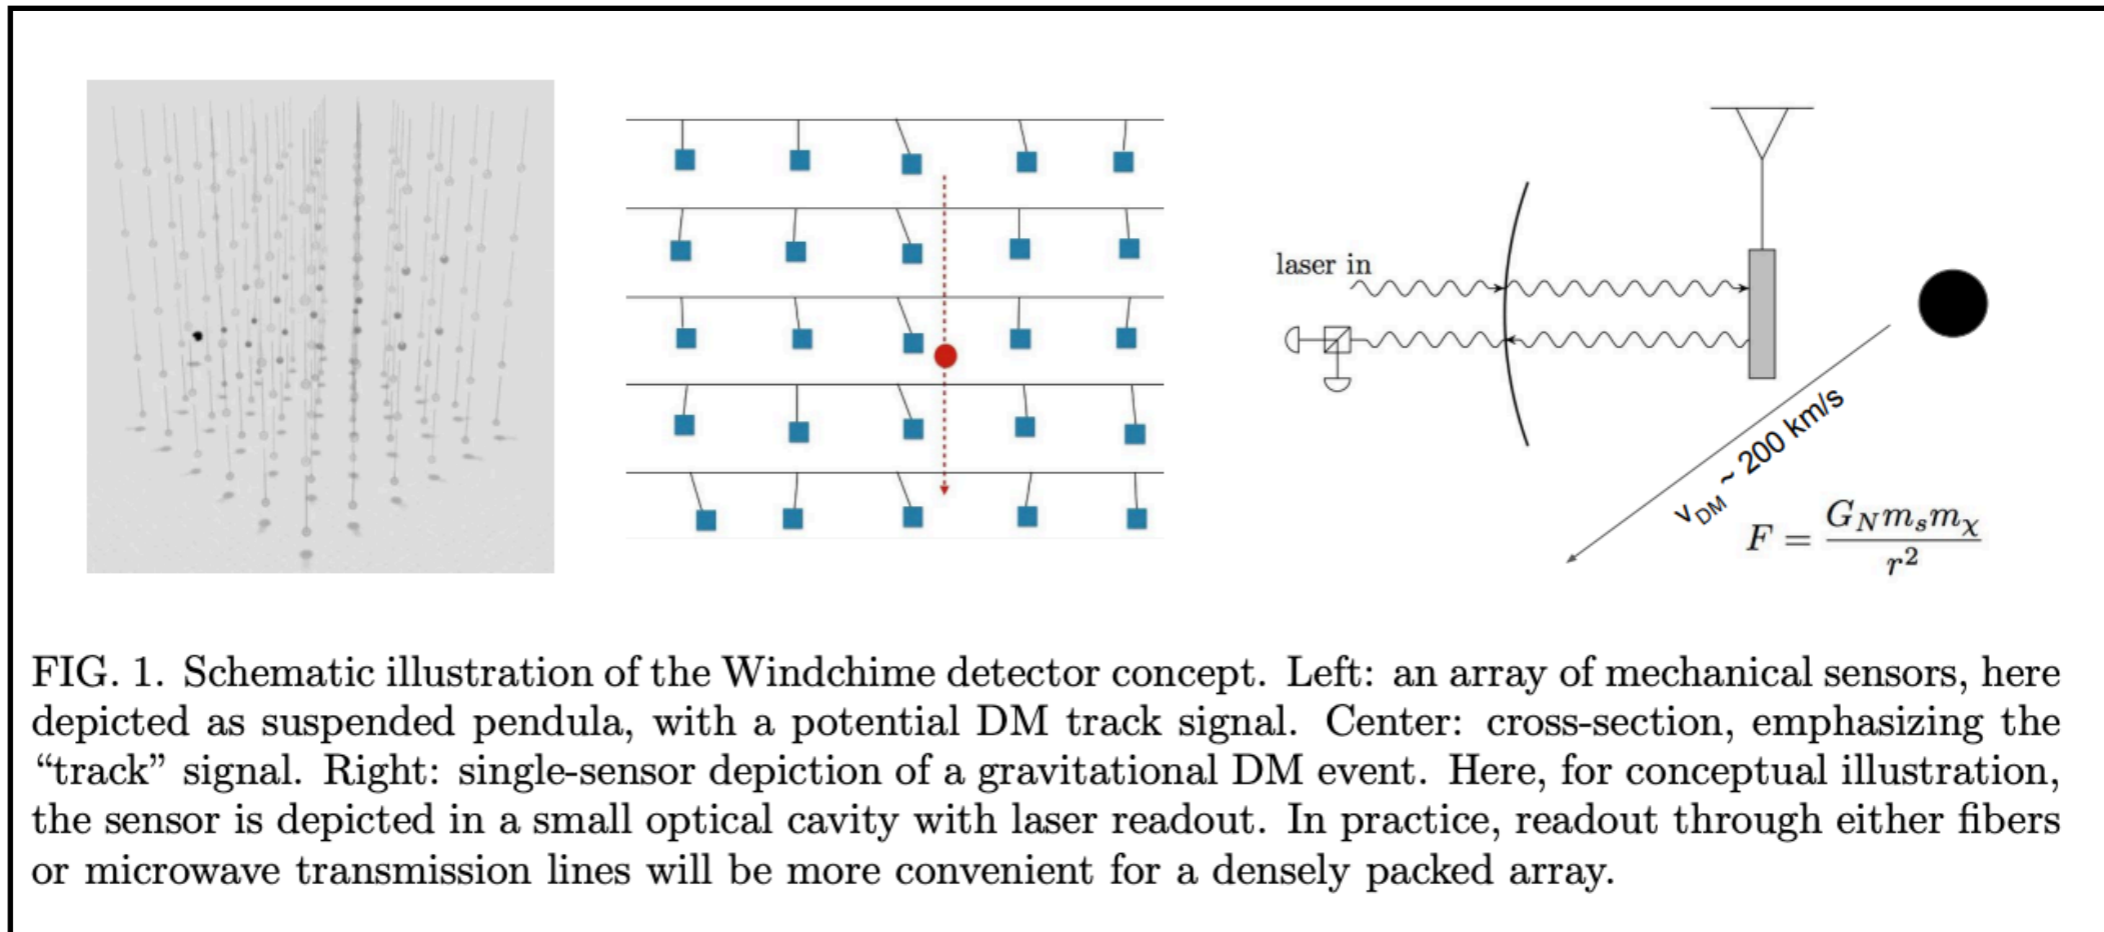 laser in
v_DM ~ 200 km/s
F = \frac{G_N m_s m_χ}{r^2}
FIG. 1. Schematic illustration of the Windchime detector concept. Left: an array of mechanical sensors, here
depicted as suspended pendula, with a potential DM track signal. Center: cross-section, emphasizing the
“track” signal. Right: single-sensor depiction of a gravitational DM event. Here, for conceptual illustration,
the sensor is depicted in a small optical cavity with laser readout. In practice, readout through either fibers
or microwave transmission lines will be more convenient for a densely packed array.